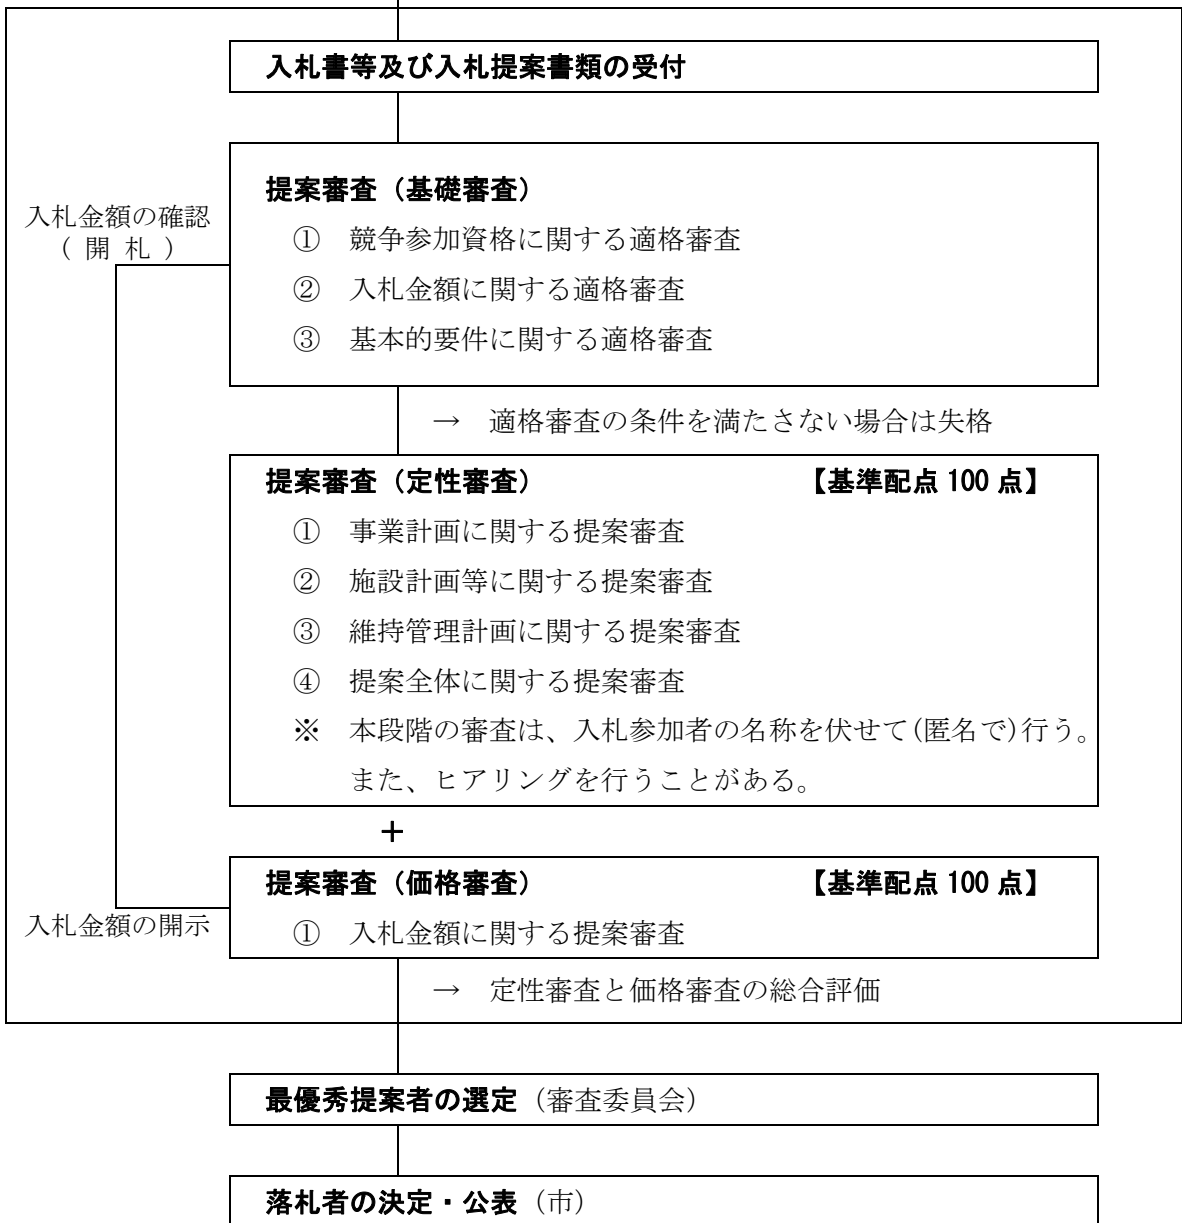 入札書等及び入札提案書類の受付
入札金額の確認
（ 開 札 ）
提案審査（基礎審査）
① 競争参加資格に関する適格審査
② 入札金額に関する適格審査
③ 基本的要件に関する適格審査
→ 適格審査の条件を満たさない場合は失格
提案審査（定性審査） 【基準配点 100 点】
① 事業計画に関する提案審査
② 施設計画等に関する提案審査
③ 維持管理計画に関する提案審査
④ 提案全体に関する提案審査
※ 本段階の審査は、入札参加者の名称を伏せて(匿名で)行う。
また、ヒアリングを行うことがある。
＋
提案審査（価格審査） 【基準配点 100 点】
入札金額の開示
① 入札金額に関する提案審査
→ 定性審査と価格審査の総合評価
最優秀提案者の選定（審査委員会）
落札者の決定・公表（市）